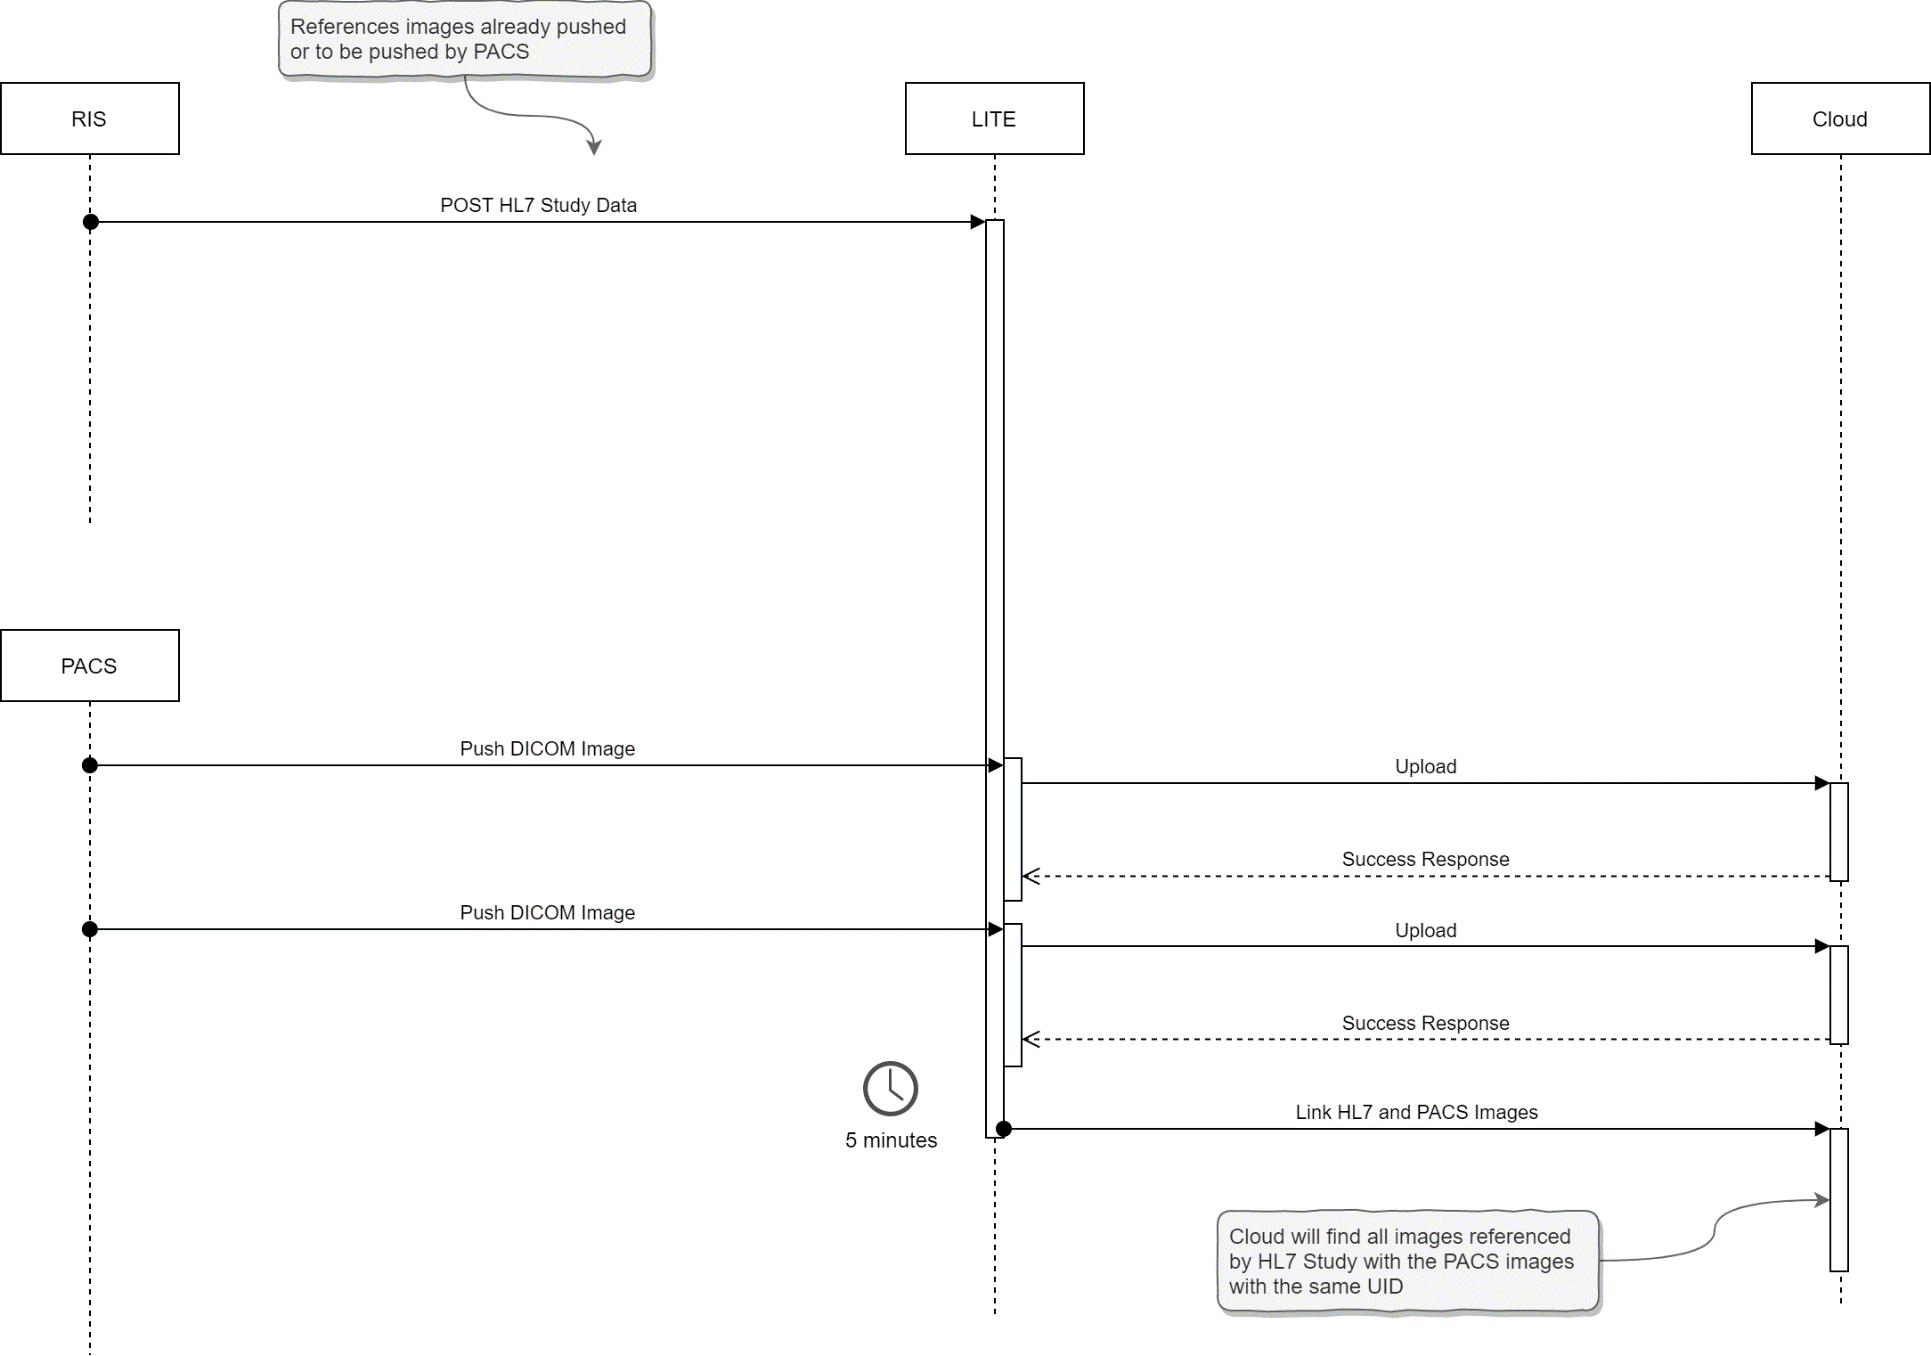 References images already pushed
or to be pushed by PACS
RIS
LITE
Cloud
POST HL7 Study Data
PACS
Push DICOM Image
Upload
Success Response
Push DICOM Image
Upload
Success Response
5 minutes
Link HL7 and PACS Images
Cloud will find all images referenced
by HL7 Study with the PACS images
with the same UID